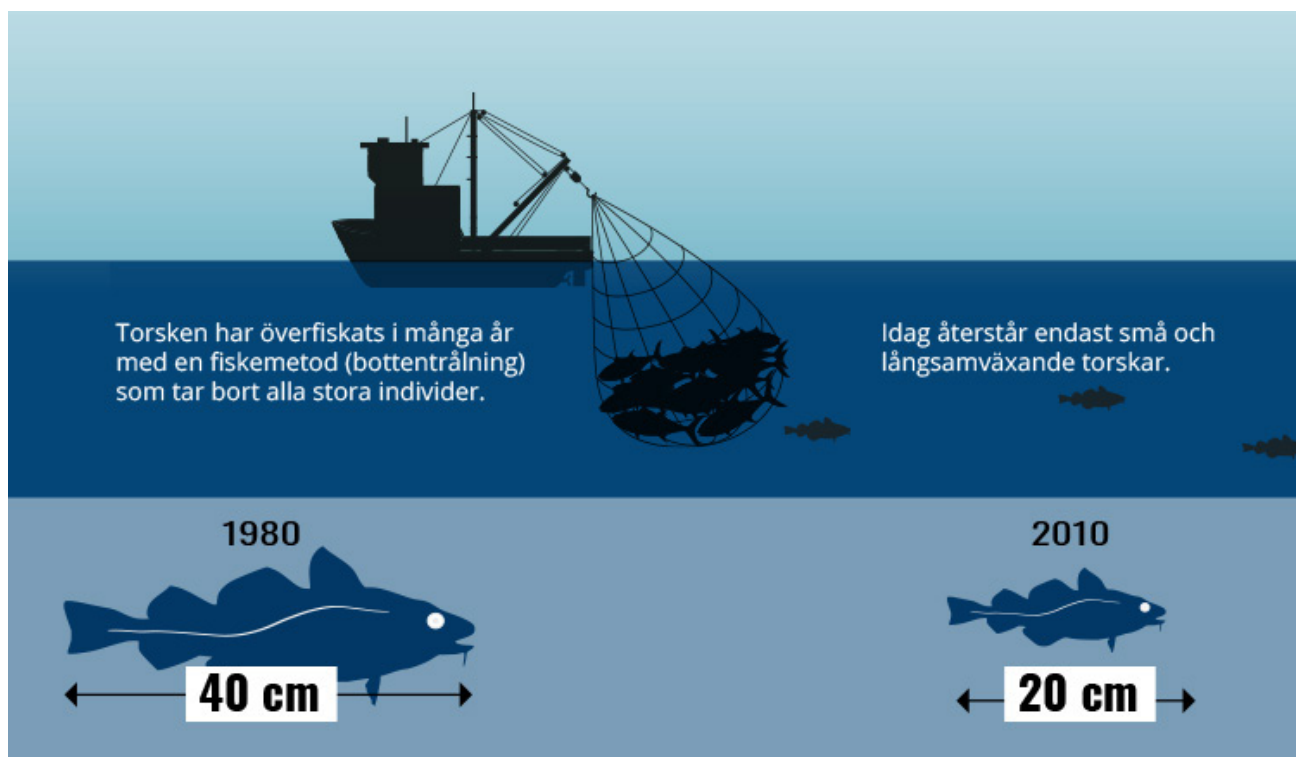 Torsken har överfiskats i många år
med en fiskemetod (bottentrålning)
som tar bort alla stora individer.
Idag återstår endast små och
långsamväxande torskar.
1980
40 cm
2010
20 cm